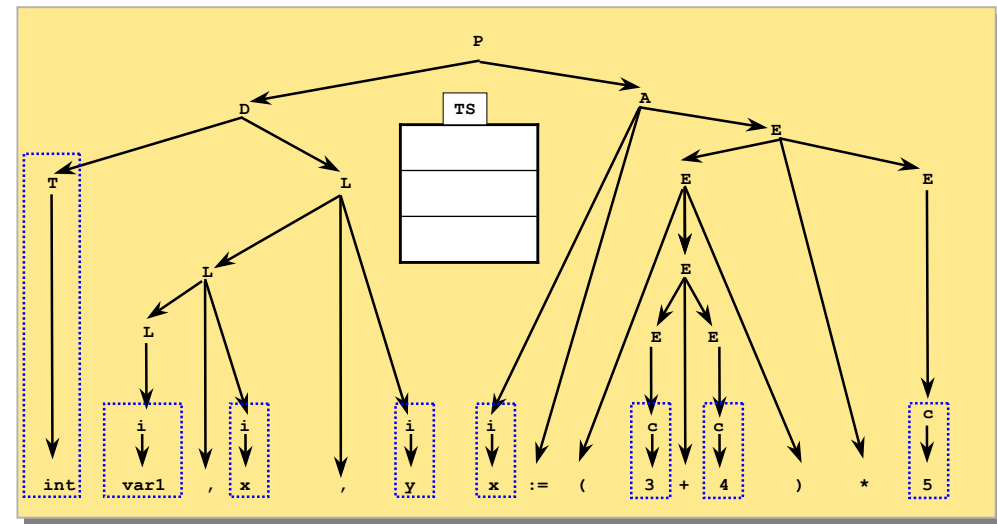 P
D TS A
E
T L E E
L E
L E E
i i i i c c c
int var1 , x , y x := ( 3 + 4 ) * 5